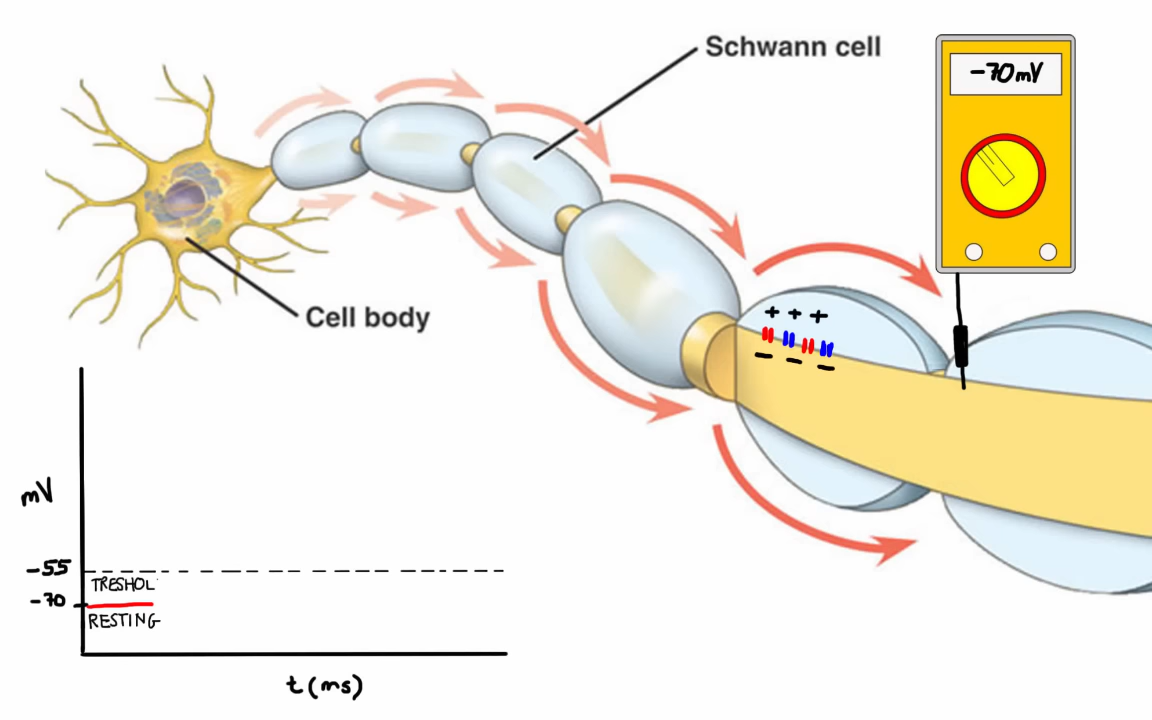 Schwann cell
-70mV
+ + +
- - -
Cell body
mV
-55
TRESHOL
-70
RESTING
t (ms)